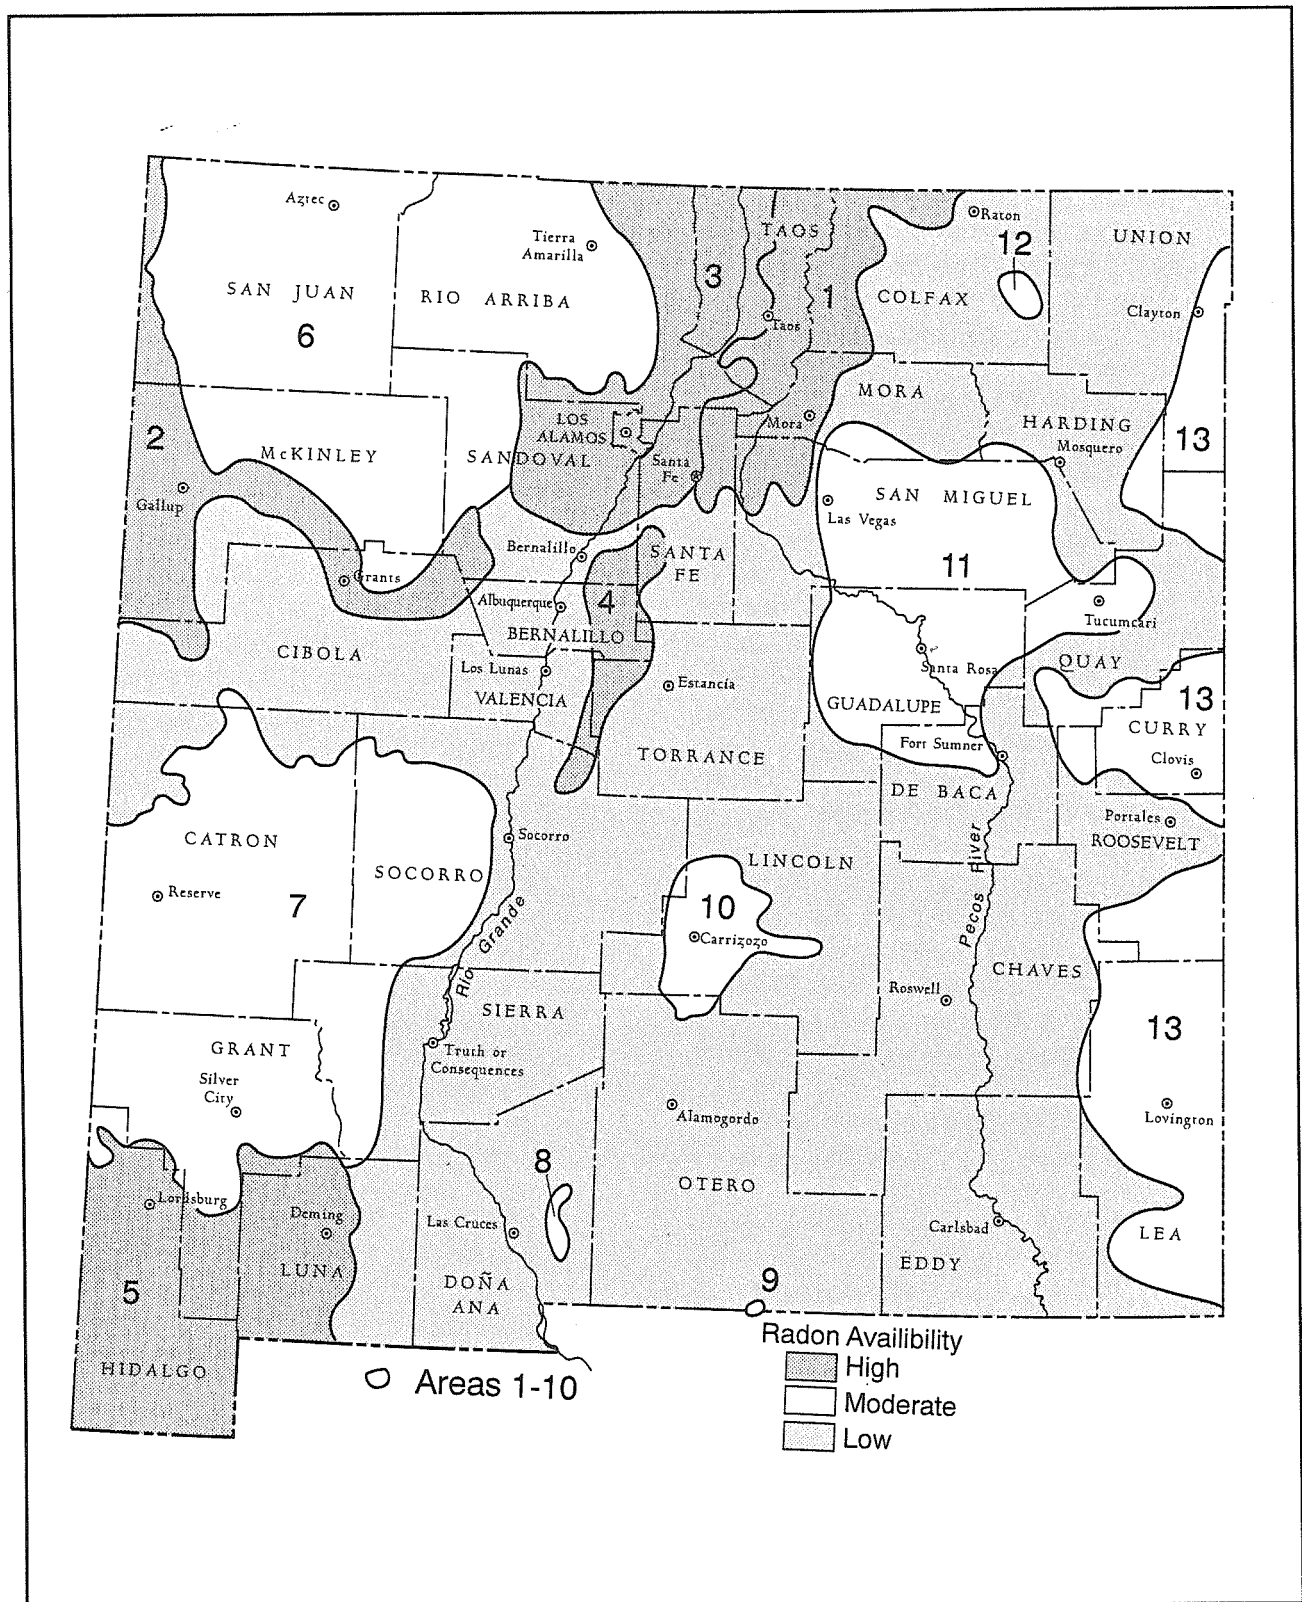 Aztec
Raton
TAOS
12
UNION
Tierra
Amarilla
3
SAN JUAN
RIO ARRIBA
1
COLFAX
Clayton
6
Taos
MORA
LOS
ALAMOS
Mora
HARDING
2
13
McKINLEY
SANDOVAL
Santa
Fe
Mosquero
Gallup
SAN MIGUEL
Las Vegas
Bernalillo
SANTA
FE
11
Grants
Albuquerque
4
Tucumcari
BERNALILLO
CIBOLA
Los Lunas
Santa Rosa
QUAY
Estancia
VALENCIA
GUADALUPE
13
CURRY
Fort Sumner
TORRANCE
Clovis
DE BACA
Portales
CATRON
Socorro
ROOSEVELT
SOCORRO
LINCOLN
Reserve
7
10
Carrizozo
Rio Grande
Pecos River
CHAVES
Roswell
SIERRA
13
GRANT
Truth or
Consequences
Silver
City
Alamogordo
Lovington
8
OTERO
Lordsburg
Deming
Las Cruces
Carlsbad
LEA
LUNA
EDDY
5
DOÑA
ANA
9
HIDALGO
Radon Availibility
High
Areas 1-10
Moderate
Low